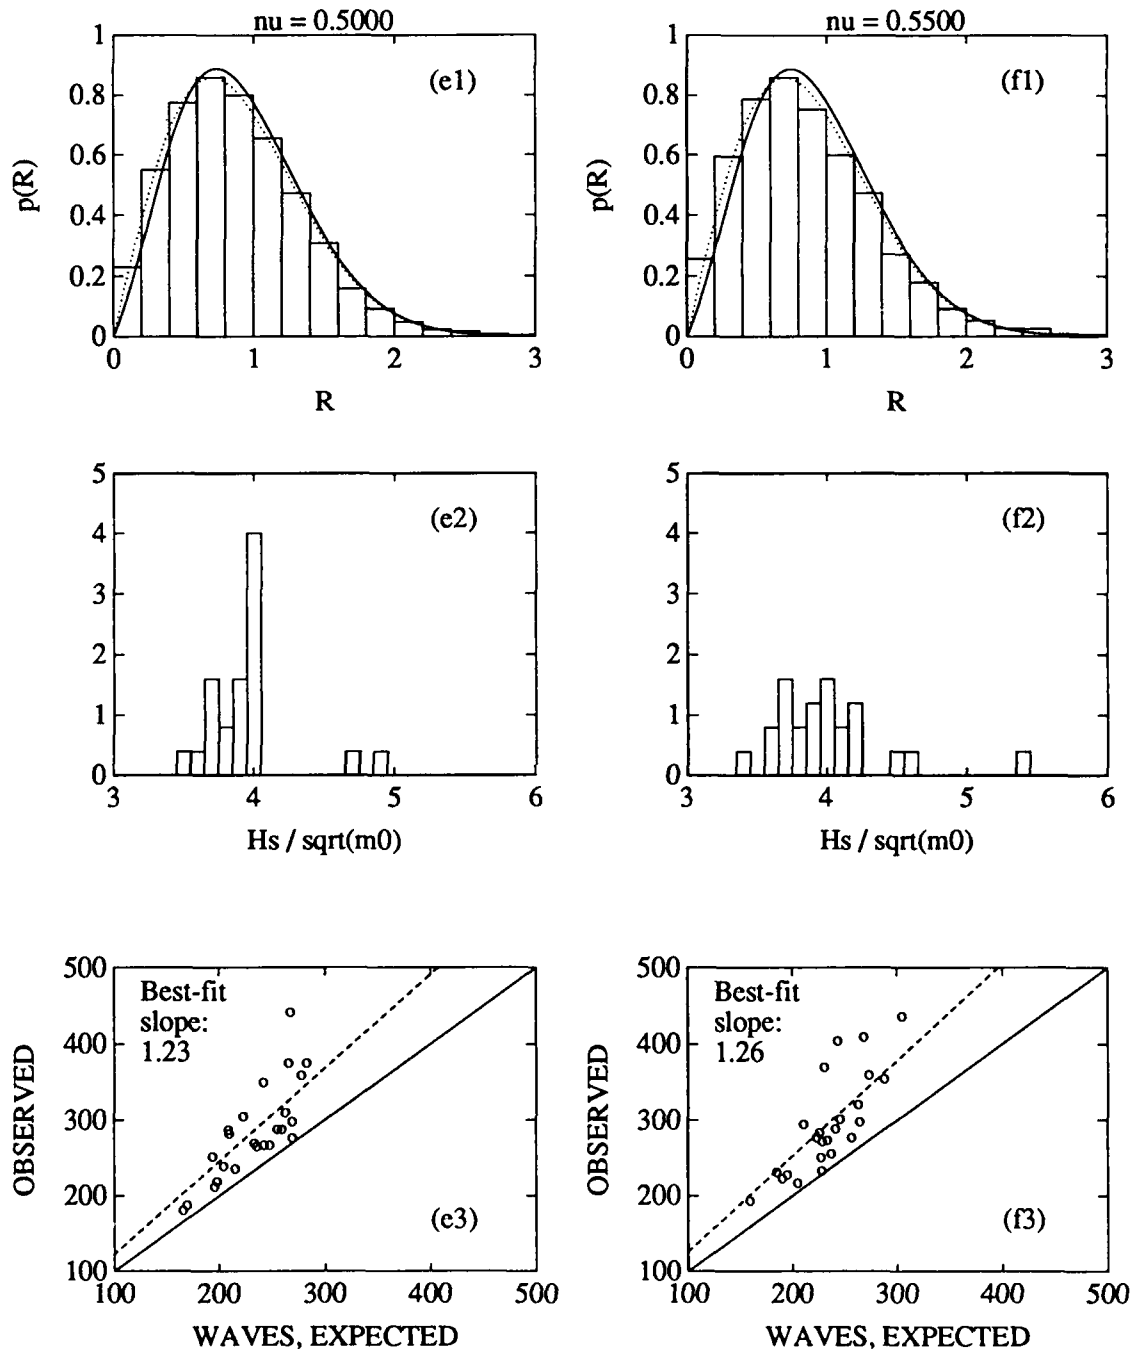 nu = 0.5000
1
0.8
0.6
0.4
0.2
0
p(R)
(e1)
0
1
2
3
R
nu = 0.5500
1
0.8
0.6
0.4
0.2
0
p(R)
(f1)
0
1
2
3
R
5
4
3
2
1
0
(e2)
3
4
5
6
Hs / sqrt(m0)
5
4
3
2
1
0
(f2)
3
4
5
6
Hs / sqrt(m0)
500
400
300
200
100
OBSERVED
Best-fit
slope:
1.23
(e3)
100
200
300
400
500
WAVES, EXPECTED
500
400
300
200
100
OBSERVED
Best-fit
slope:
1.26
(f3)
100
200
300
400
500
WAVES, EXPECTED